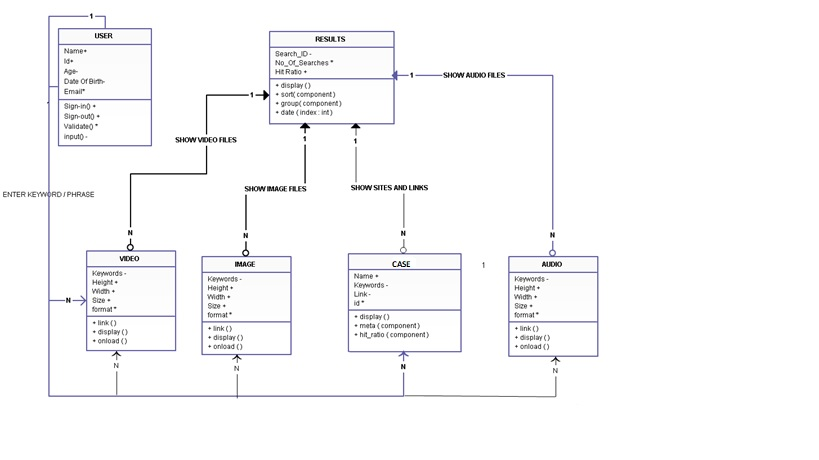 1
USER
Name+
Id+
Age-
Date Of Birth-
Email*
Sign-in() +
Sign-out() +
Validate() *
input() -
RESULTS
Search_ID -
No_Of_Searches *
Hit Ratio +
+ display ( )
+ sort( component )
+ group( component )
+ date ( index : int )
1
SHOW AUDIO FILES
1
SHOW VIDEO FILES
1
1
SHOW IMAGE FILES
SHOW SITES AND LINKS
ENTER KEYWORD / PHRASE
N
N
N
N
VIDEO
Keywords -
Height +
Width +
Size +
format *
+ link ( )
+ display ( )
+ onload ( )
N
IMAGE
Keywords -
Height +
Width +
Size +
format *
+ link ( )
+ display ( )
+ onload ( )
CASE
Name +
Keywords -
Link -
id *
+ display ( )
+ meta ( component )
+ hit_ratio ( component )
1
AUDIO
Keywords -
Height +
Width +
Size +
format *
+ link ( )
+ display ( )
+ onload ( )
N
N
N
N